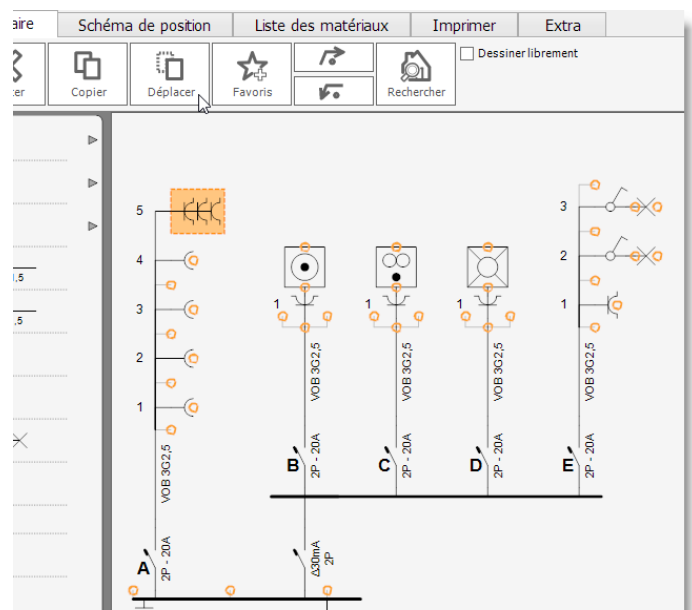 aire Schéma de position Liste des matériaux Imprimer Extra
er Copier Déplacer Favoris Rechercher Dessiner librement
5
4
3
2
1
1
1
1
3
2
1
,5
,5
VOB 3G2,5
VOB 3G2,5
VOB 3G2,5
VOB 3G2,5
VOB 3G2,5
B 2P - 20A
C 2P - 20A
D 2P - 20A
E 2P - 20A
A 2P - 20A
Δ30mA
2P